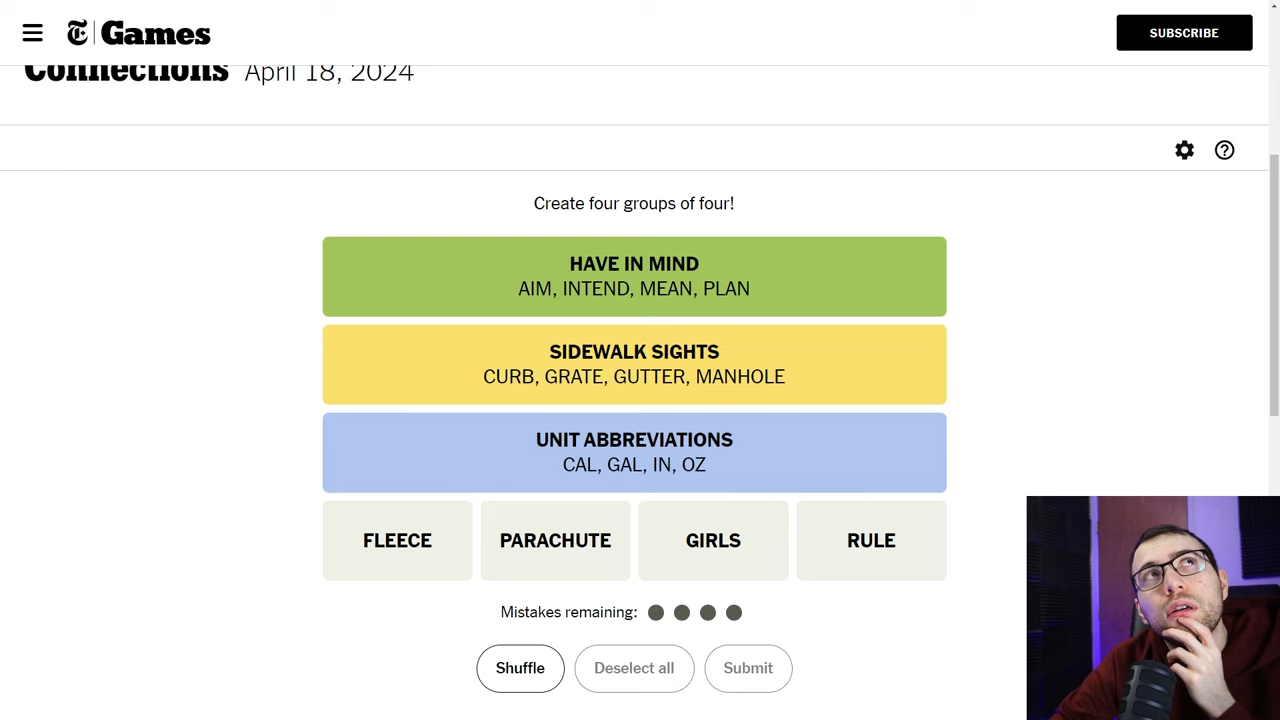 T Games
SUBSCRIBE
Connections April 18, 2024
Create four groups of four!
HAVE IN MIND
AIM, INTEND, MEAN, PLAN
SIDEWALK SIGHTS
CURB, GRATE, GUTTER, MANHOLE
UNIT ABBREVIATIONS
CAL, GAL, IN, OZ
FLEECE PARACHUTE GIRLS RULE
Mistakes remaining:
Shuffle Deselect all Submit